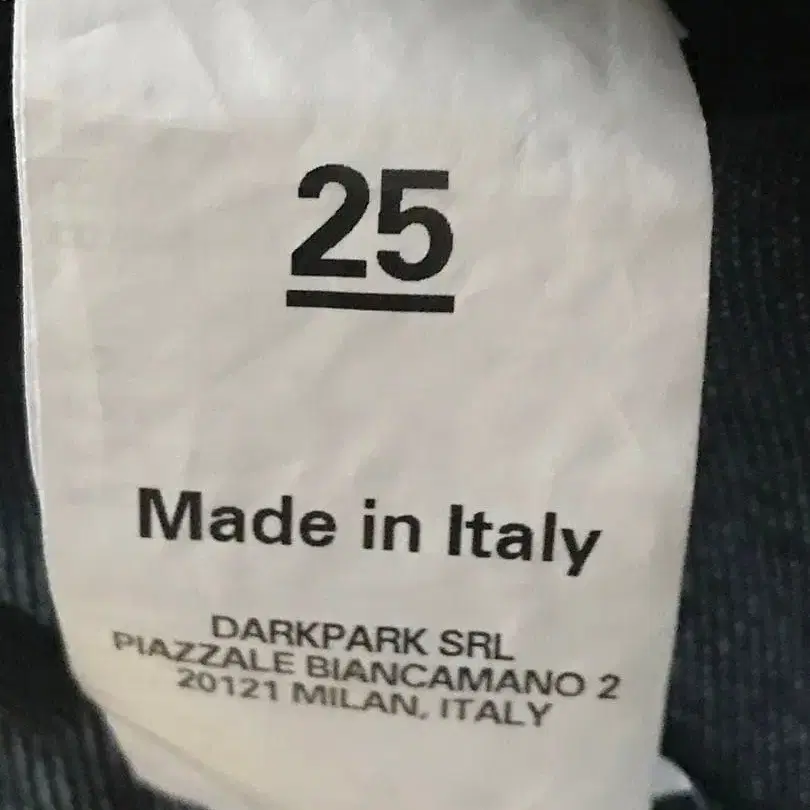 25
Made in Italy
DARKPARK SRL
PIAZZALE BIANCAMANO 2
20121 MILAN, ITALY